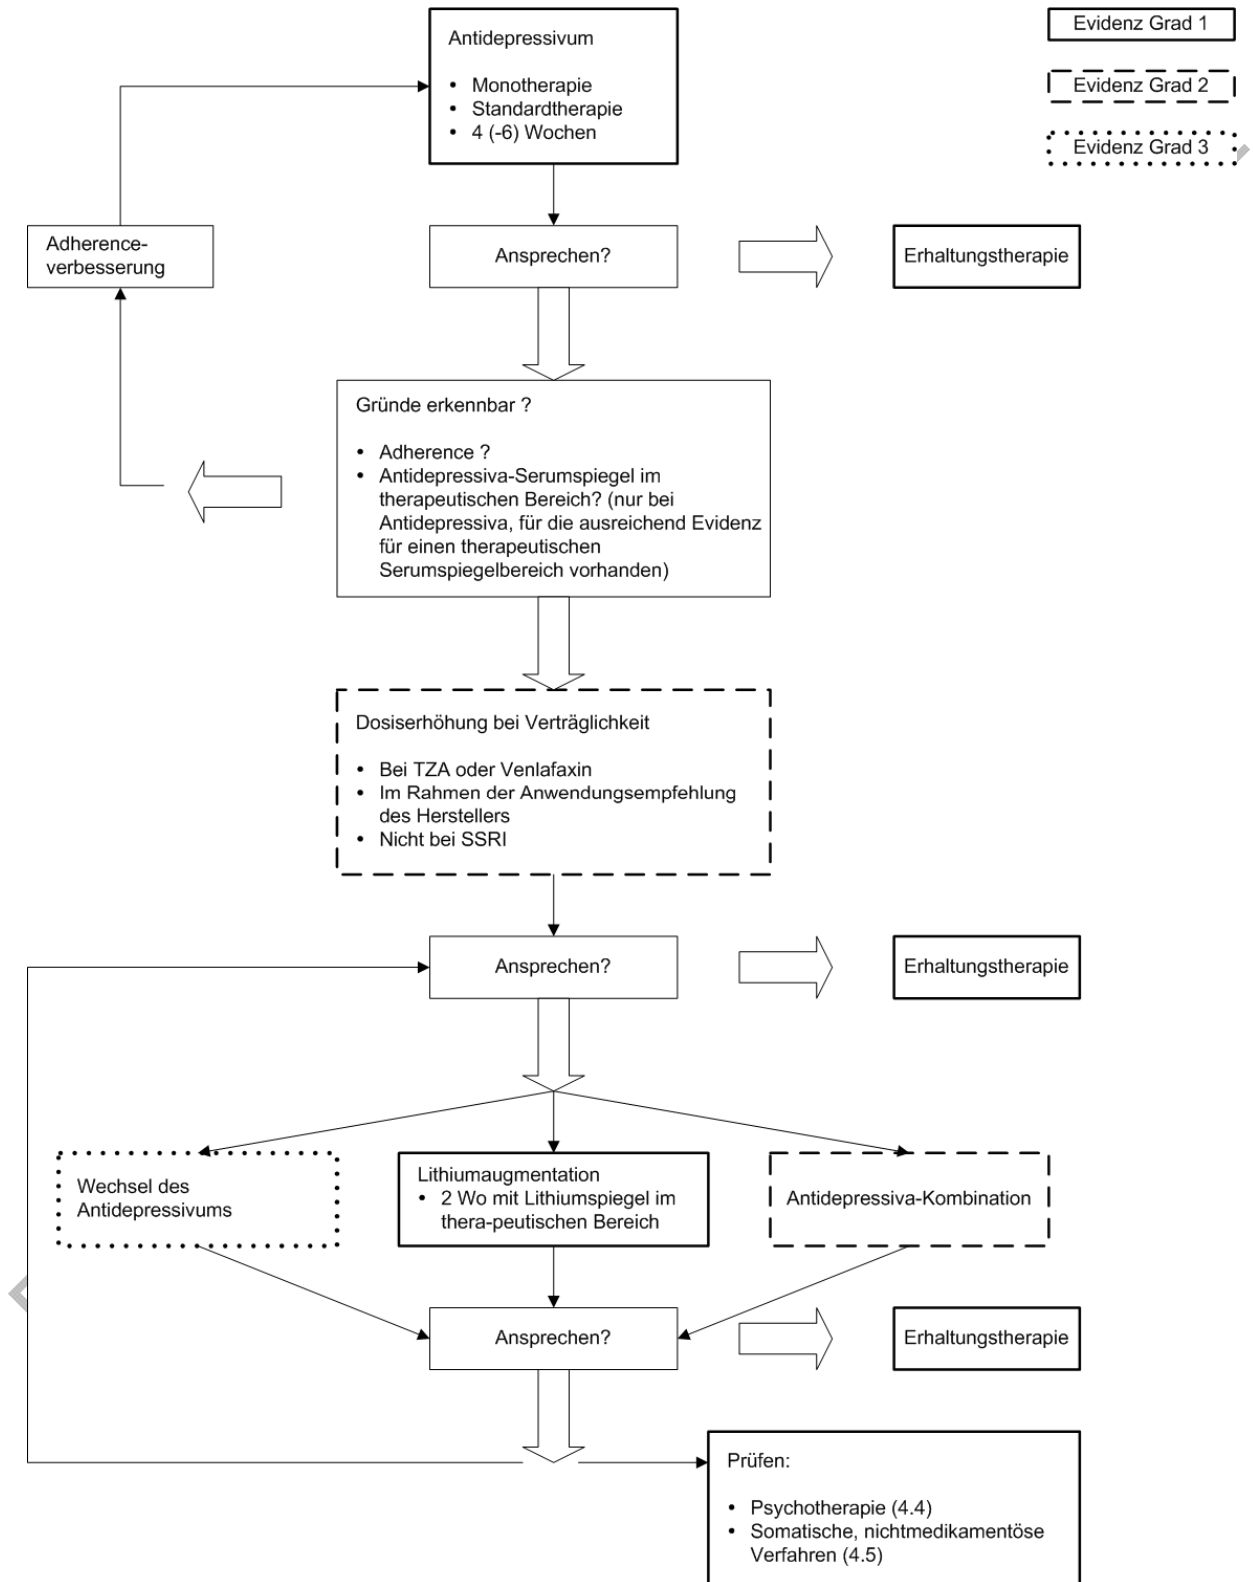 Antidepressivum
• Monotherapie
• Standardtherapie
• 4 (-6) Wochen
Evidenz Grad 1
Evidenz Grad 2
Evidenz Grad 3
Adherence-
verbesserung
Ansprechen?
Erhaltungstherapie
Gründe erkennbar ?
• Adherence ?
• Antidepressiva-Serumspiegel im
therapeutischen Bereich? (nur bei
Antidepressiva, für die ausreichend Evidenz
für einen therapeutischen
Serumspiegelbereich vorhanden)
Dosiserhöhung bei Verträglichkeit
• Bei TZA oder Venlafaxin
• Im Rahmen der Anwendungsempfehlung
des Herstellers
• Nicht bei SSRI
Ansprechen?
Erhaltungstherapie
Wechsel des
Antidepressivums
Lithiumaugmentation
• 2 Wo mit Lithiumspiegel im
thera-peutischen Bereich
Antidepressiva-Kombination
Ansprechen?
Erhaltungstherapie
Prüfen:
• Psychotherapie (4.4)
• Somatische, nichtmedikamentöse
Verfahren (4.5)